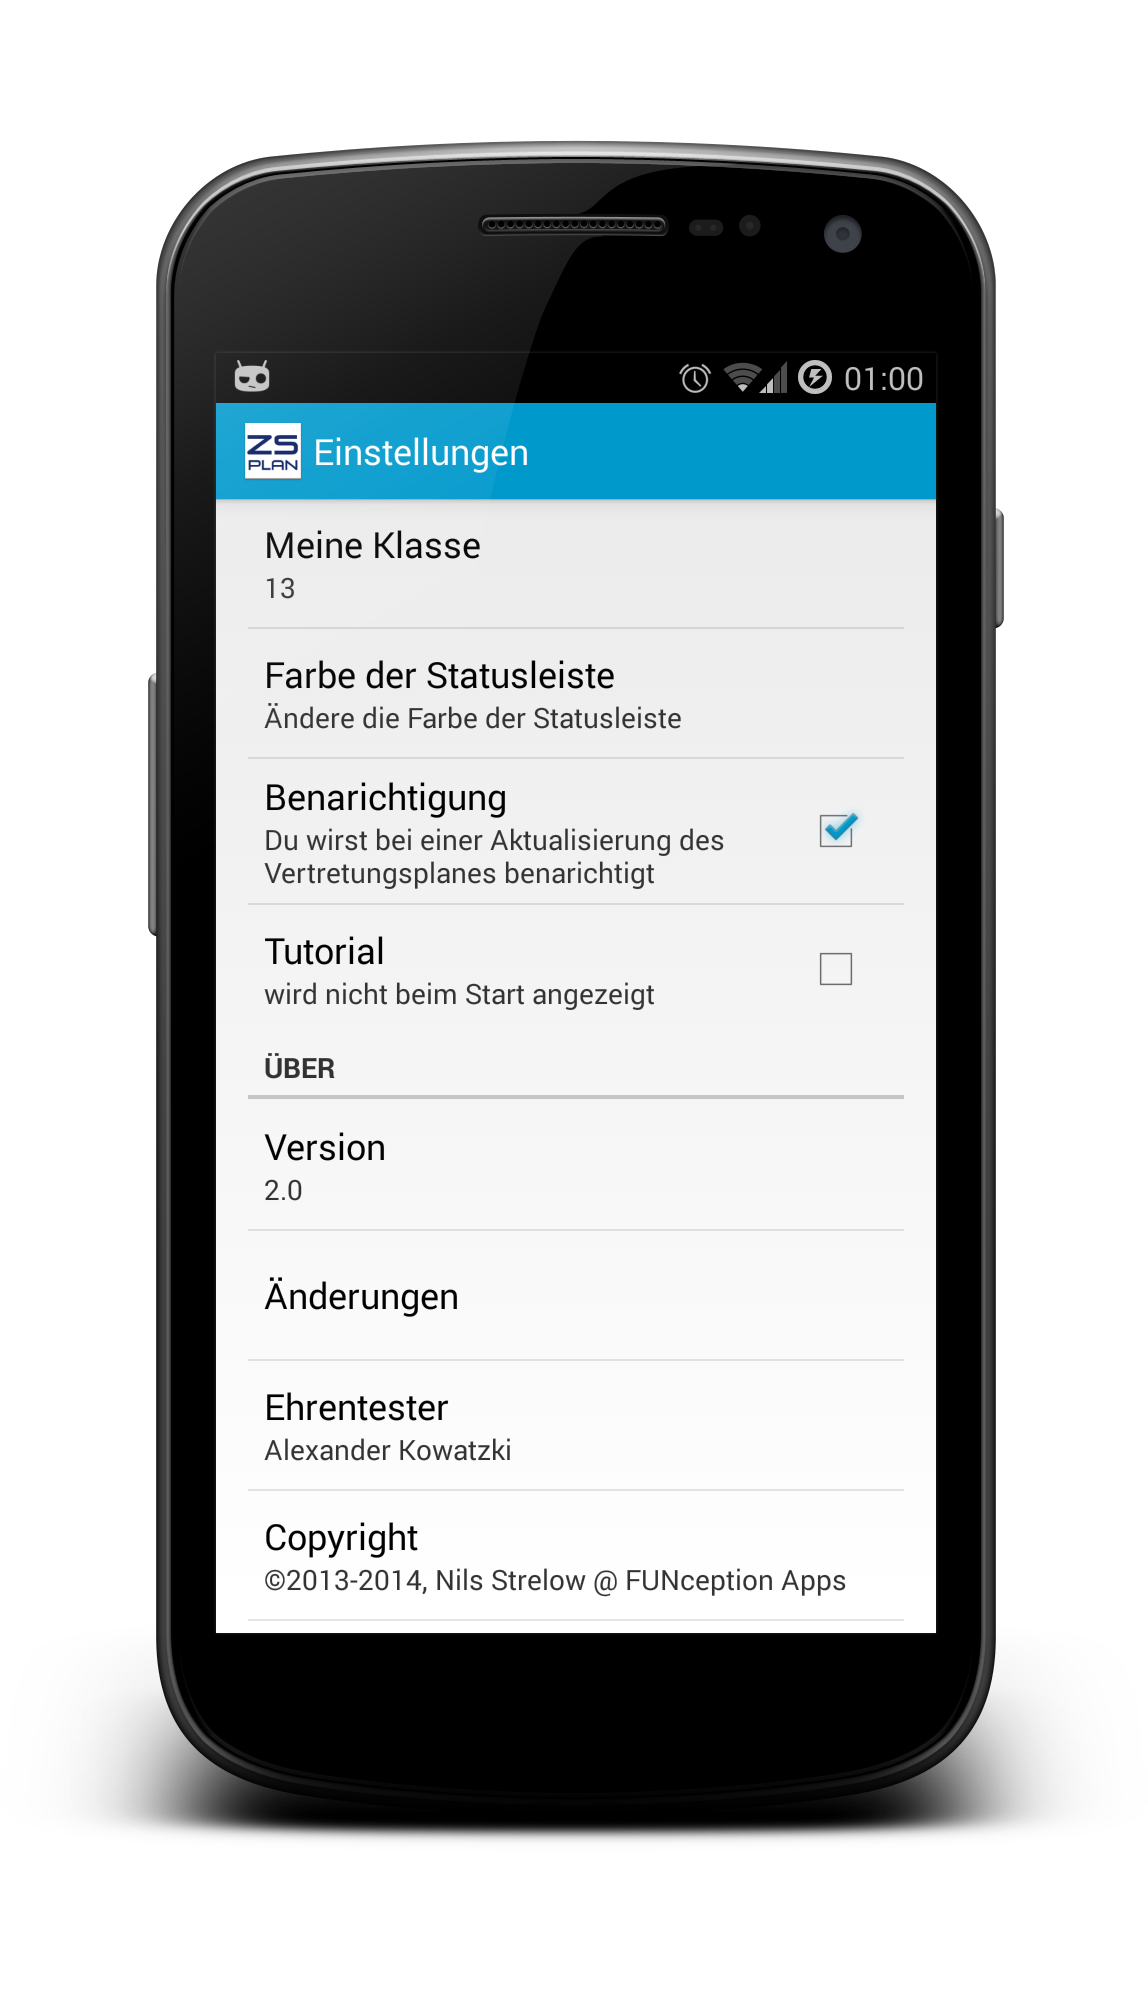 01:00
ZS
PLAN
Einstellungen
Meine Klasse
13
Farbe der Statusleiste
Ändere die Farbe der Statusleiste
Benarichtigung
Du wirst bei einer Aktualisierung des
Vertretungsplanes benarichtigt
Tutorial
wird nicht beim Start angezeigt
ÜBER
Version
2.0
Änderungen
Ehrentester
Alexander Kowatzki
Copyright
©2013-2014, Nils Strelow @ FUNception Apps